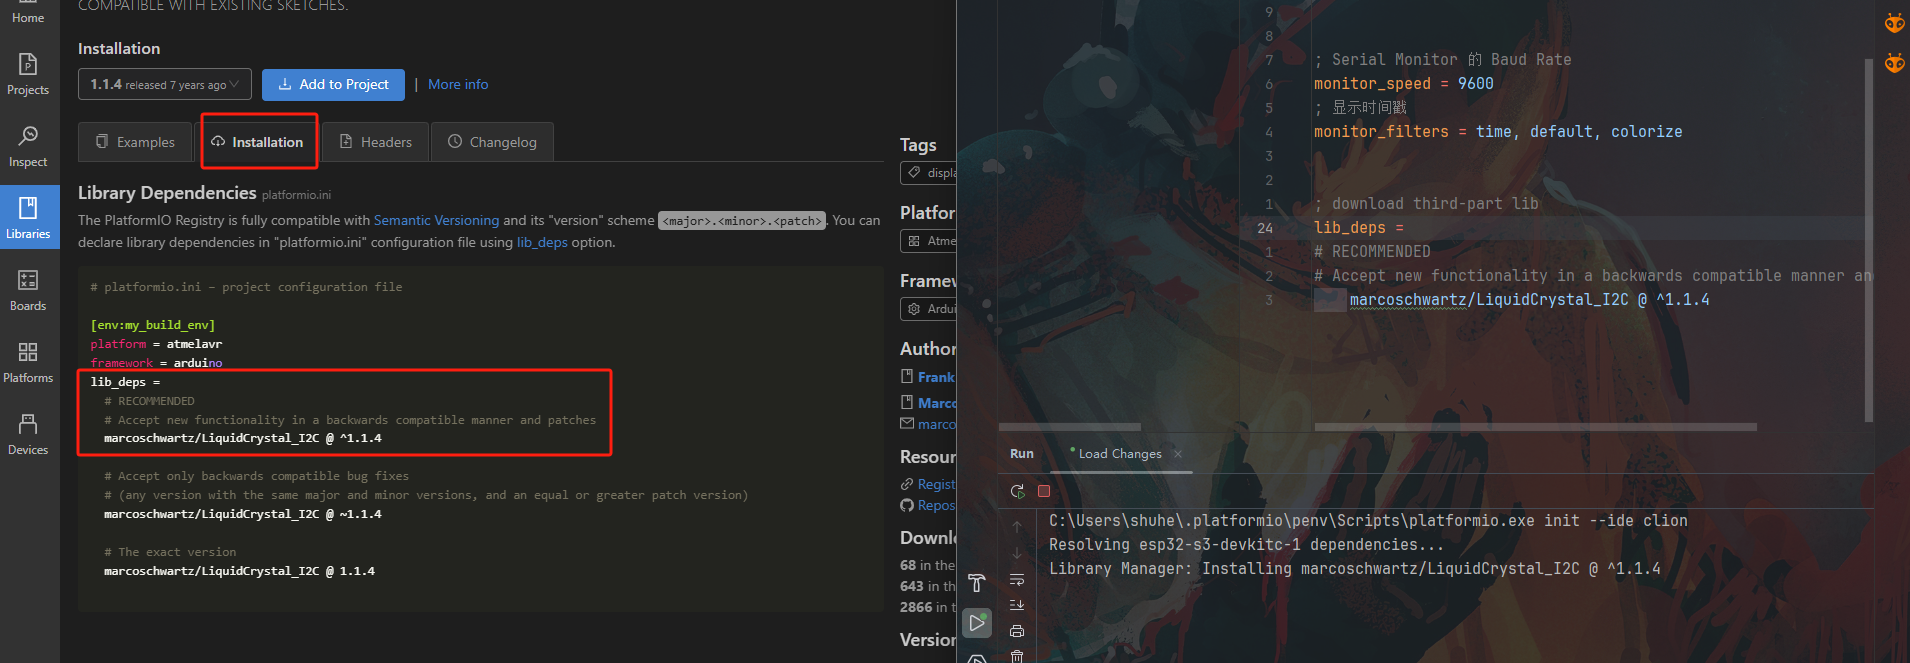 COMPATIBLE WITH EXISTING SKETCHES.
Home
Projects
Inspect
Libraries
Boards
Platforms
Devices
Installation
1.1.4 released 7 years ago
Add to Project
|
More info
Examples
Installation
Headers
Changelog
Library Dependencies platformio.ini
The PlatformIO Registry is fully compatible with Semantic Versioning and its "version" scheme <major>.<minor>.<patch>. You can
declare library dependencies in "platformio.ini" configuration file using lib_deps option.
# platformio.ini – project configuration file
[env:my_build_env]
platform = atmelavr
framework = arduino
lib_deps =
# RECOMMENDED
# Accept new functionality in a backwards compatible manner and patches
marcoschwartz/LiquidCrystal_I2C @ ^1.1.4
# Accept only backwards compatible bug fixes
# (any version with the same major and minor versions, and an equal or greater patch version)
marcoschwartz/LiquidCrystal_I2C @ ~1.1.4
# The exact version
marcoschwartz/LiquidCrystal_I2C @ 1.1.4
Tags
displa
Platfor
Atme
Framew
Ardui
Author
Frank
Marco
marco
Resour
Regist
Repos
Downlo
68 in the
643 in th
2866 in t
Version
9
8
7 ; Serial Monitor 的 Baud Rate
6 monitor_speed = 9600
5 ; 显示时间戳
4 monitor_filters = time, default, colorize
3
2
1 ; download third-part lib
24 lib_deps =
1 # RECOMMENDED
2 # Accept new functionality in a backwards compatible manner an
3 marcoschwartz/LiquidCrystal_I2C @ ^1.1.4
Run
Load Changes
C:\Users\shuhe\.platformio\penv\Scripts\platformio.exe init --ide clion
Resolving esp32-s3-devkitc-1 dependencies...
Library Manager: Installing marcoschwartz/LiquidCrystal_I2C @ ^1.1.4